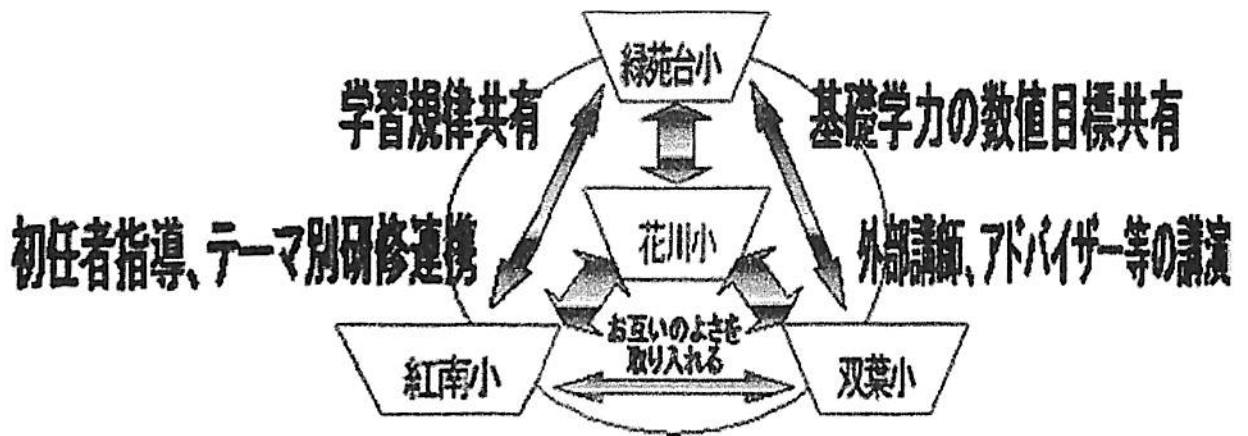 緑苑台小
学習規律共有
基礎学力の数値目標共有
初任者指導、テーマ別研修連携
花川小
外部講師、アドバイザー等の講演
お互いのよさを
取り入れる
紅南小
双葉小